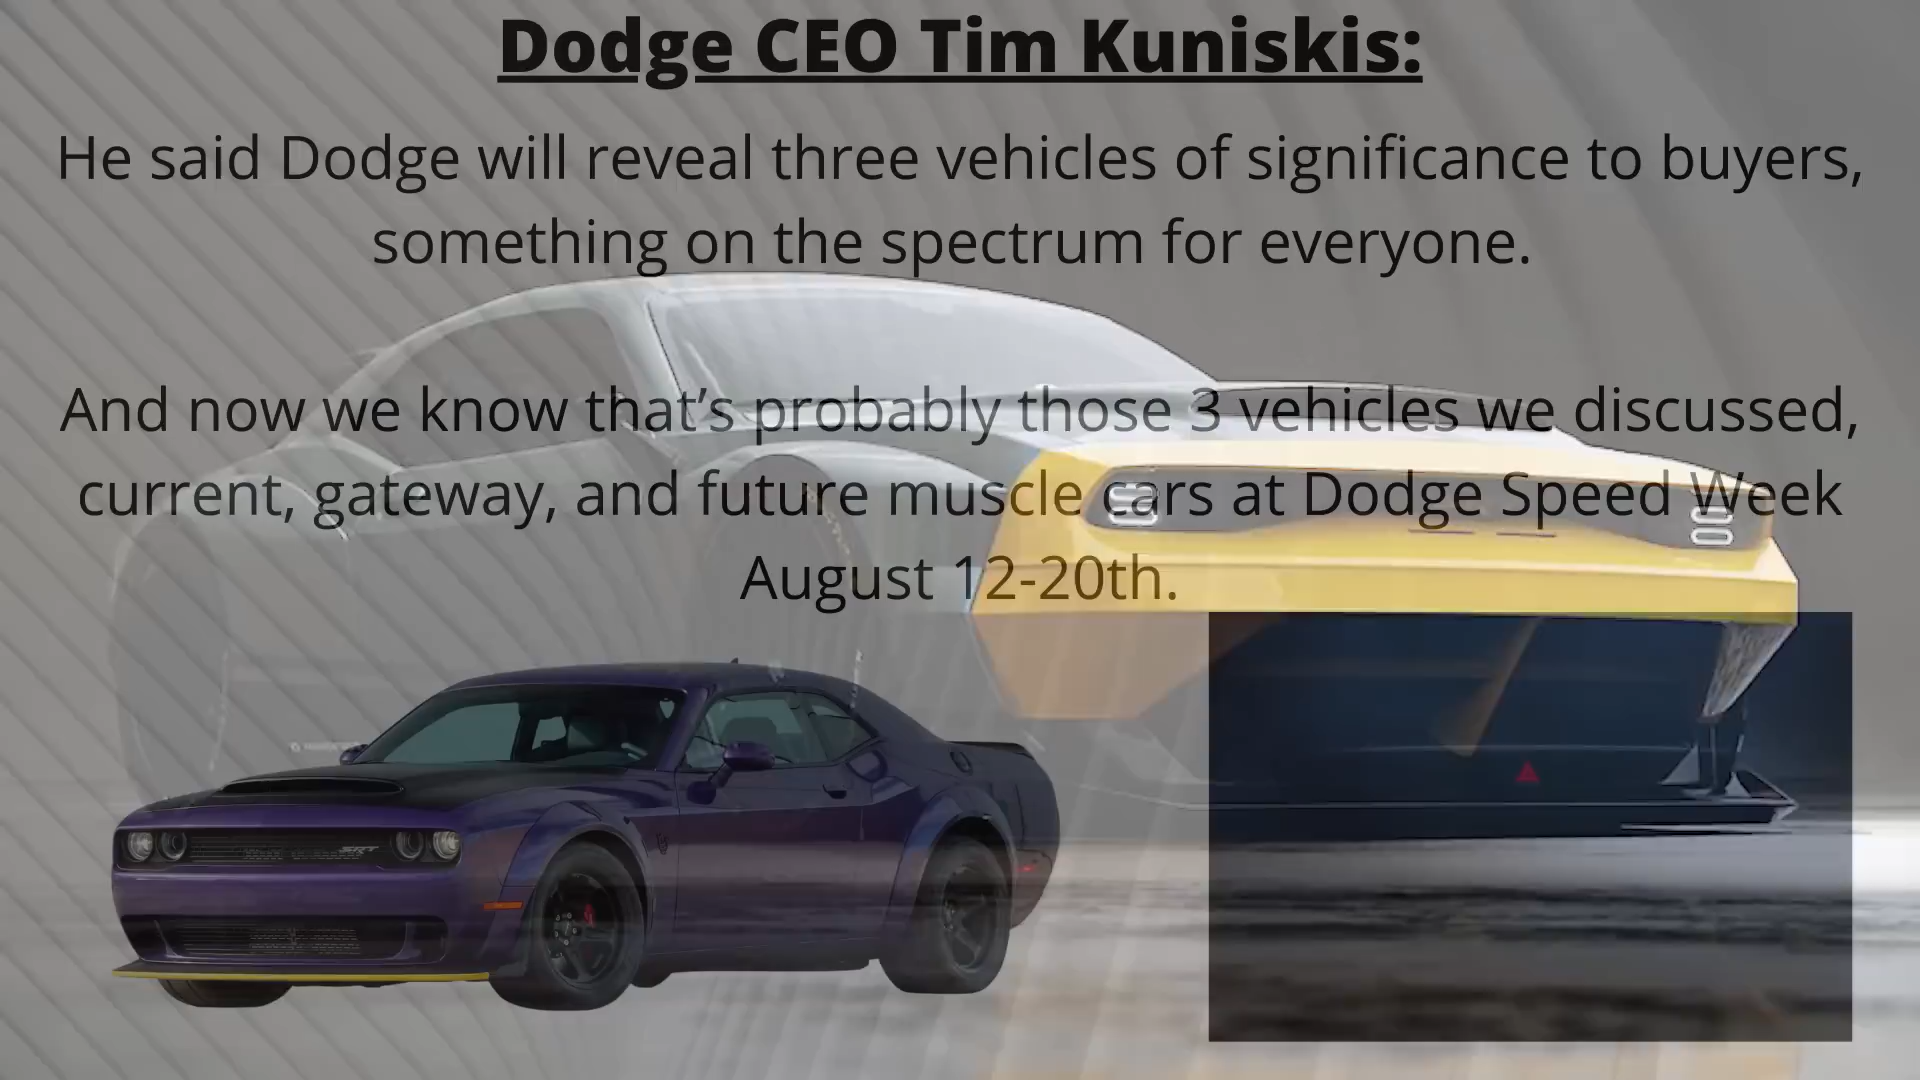 Dodge CEO Tim Kuniskis:
He said Dodge will reveal three vehicles of significance to buyers,
something on the spectrum for everyone.
And now we know that’s probably those 3 vehicles we discussed,
current, gateway, and future muscle cars at Dodge Speed Week
August 12-20th.
SRT